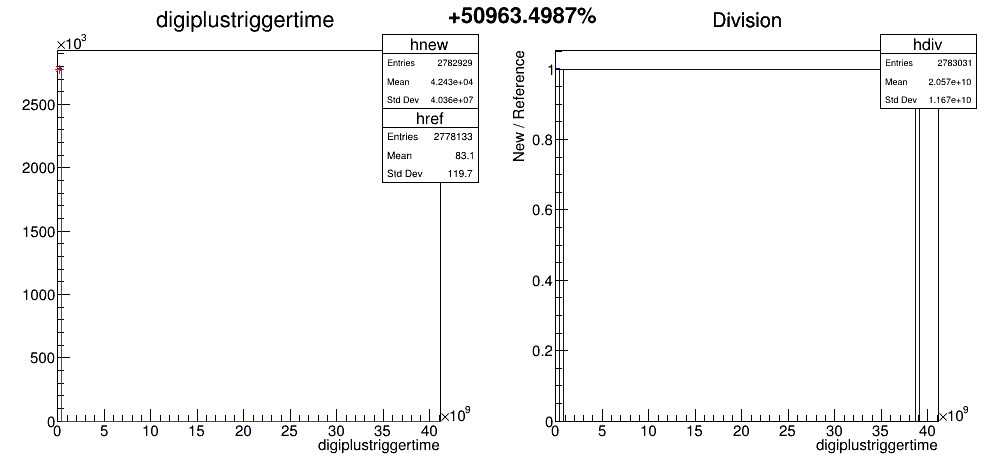 +50963.4987%
digiplustriggertime
×10³
hnew
Entries 2782929
Mean 4.243e+04
Std Dev 4.036e+07
href
Entries 2778133
Mean 83.1
Std Dev 119.7
2500
2000
1500
1000
500
0
0 5 10 15 20 25 30 35 40 ×10⁹
digiplustriggertime
Division
New / Reference
hdiv
Entries 2783031
Mean 2.057e+10
Std Dev 1.167e+10
1
0.8
0.6
0.4
0.2
0
0 5 10 15 20 25 30 35 40 ×10⁹
digiplustriggertime